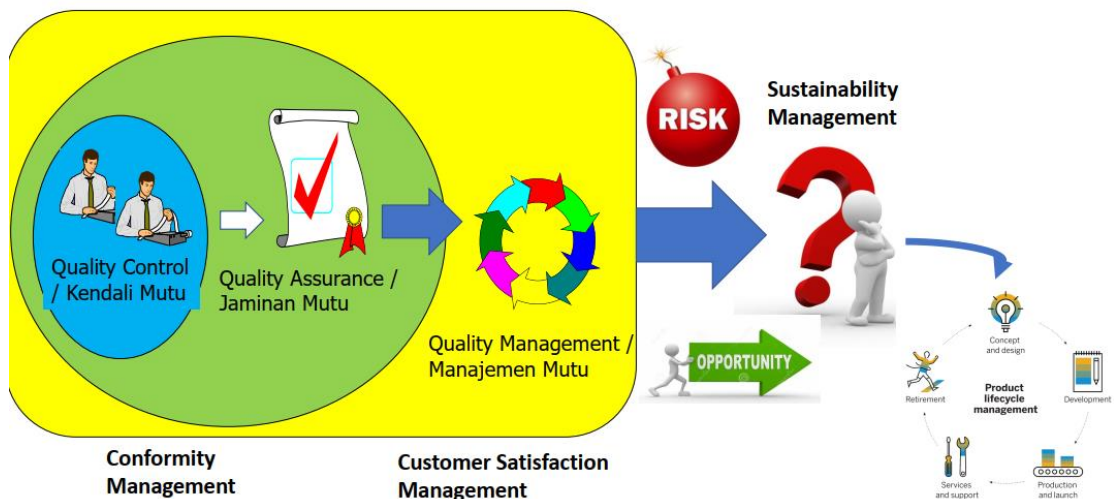 Quality Control
/ Kendali Mutu
Quality Assurance /
Jaminan Mutu
Quality Management /
Manajemen Mutu
Conformity
Management
Customer Satisfaction
Management
RISK
Sustainability
Management
OPPORTUNITY
Concept
and design
Development
Production
and launch
Services
and support
Retirement
Product
lifecycle
management